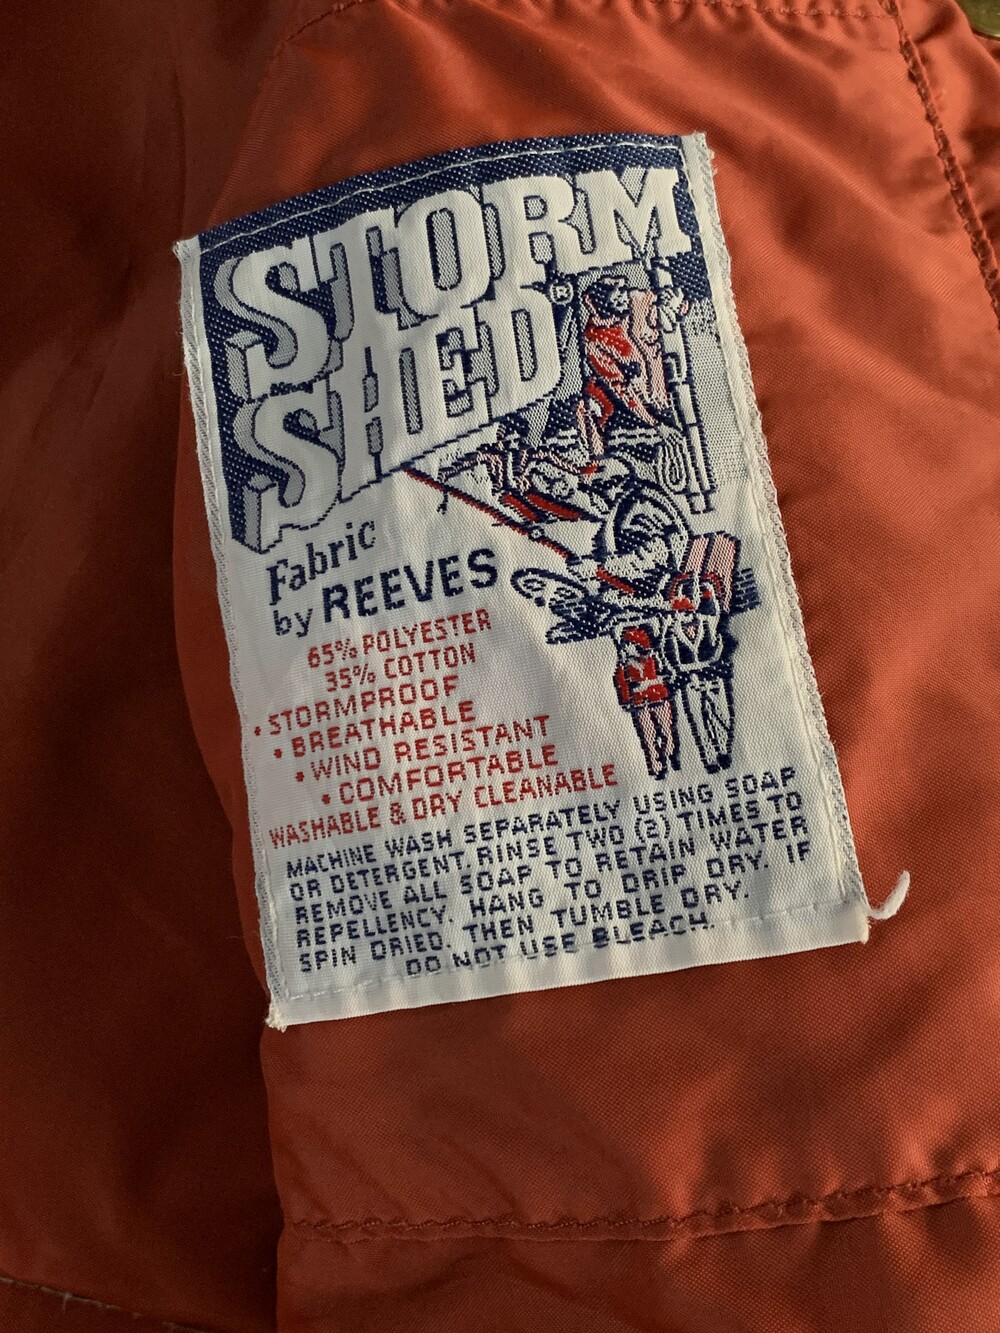 STORM
SHED®
Fabric
by REEVES
65% POLYESTER
35% COTTON
• STORMPROOF
• BREATHABLE
• WIND RESISTANT
• COMFORTABLE
WASHABLE & DRY CLEANABLE
MACHINE WASH SEPARATELY USING SOAP
OR DETERGENT. RINSE TWO (2) TIMES TO
REMOVE ALL SOAP TO RETAIN WATER
REPELLENCY. HANG TO DRIP DRY. IF
SPIN DRIED. THEN TUMBLE DRY.
DO NOT USE BLEACH.